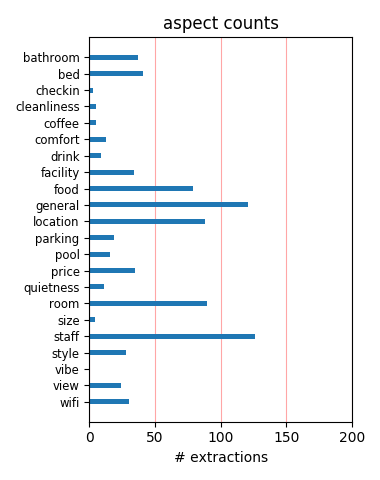 aspect counts
bathroom
bed
checkin
cleanliness
coffee
comfort
drink
facility
food
general
location
parking
pool
price
quietness
room
size
staff
style
vibe
view
wifi
0 50 100 150 200
# extractions